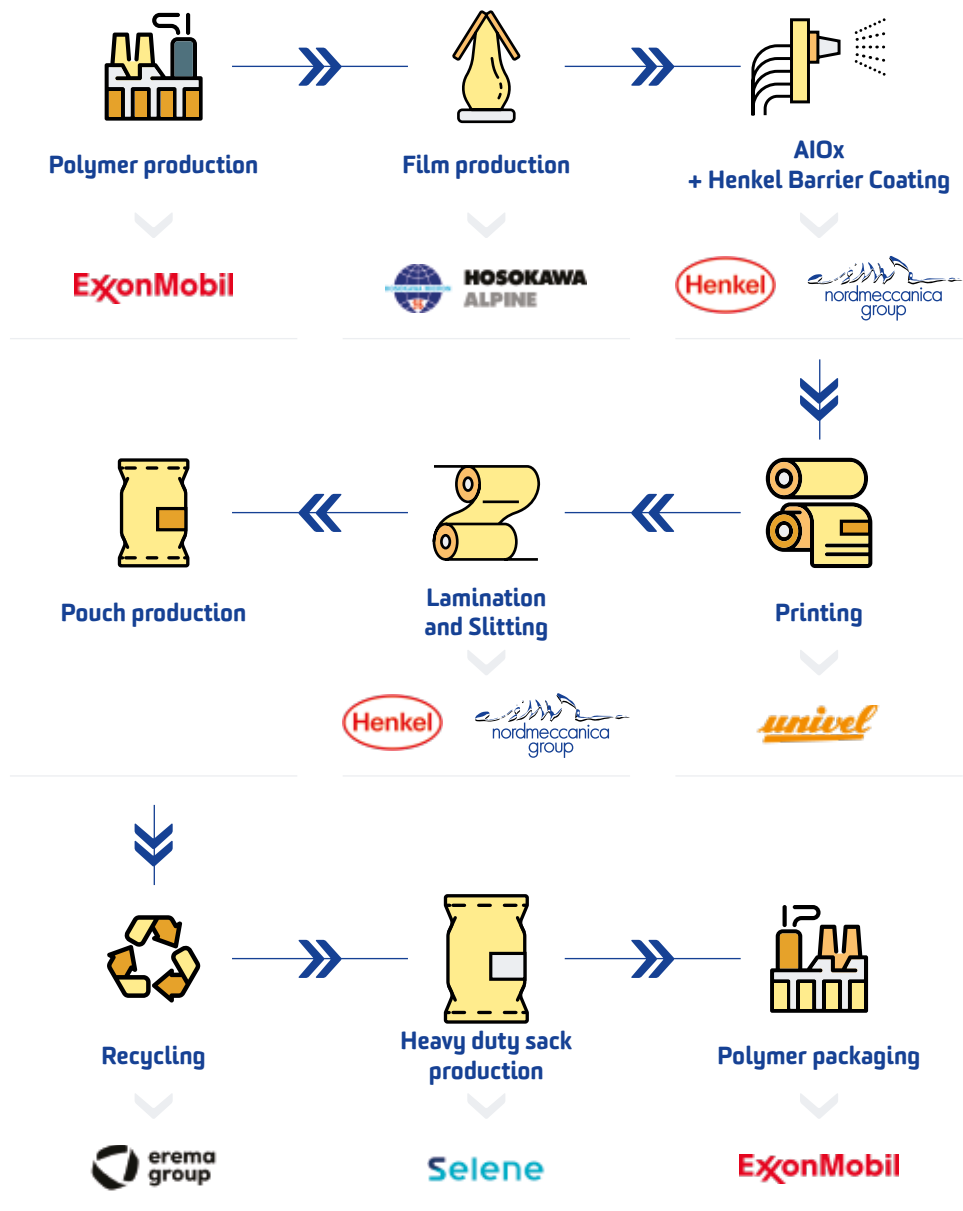 Polymer production
Film production
AlOx
+ Henkel Barrier Coating
ExxonMobil
HOSOKAWA
ALPINE
Henkel
nordmeccanica
group
Pouch production
Lamination
and Slitting
Printing
Henkel
nordmeccanica
group
univel
Recycling
Heavy duty sack
production
Polymer packaging
erema
group
Selene
ExxonMobil